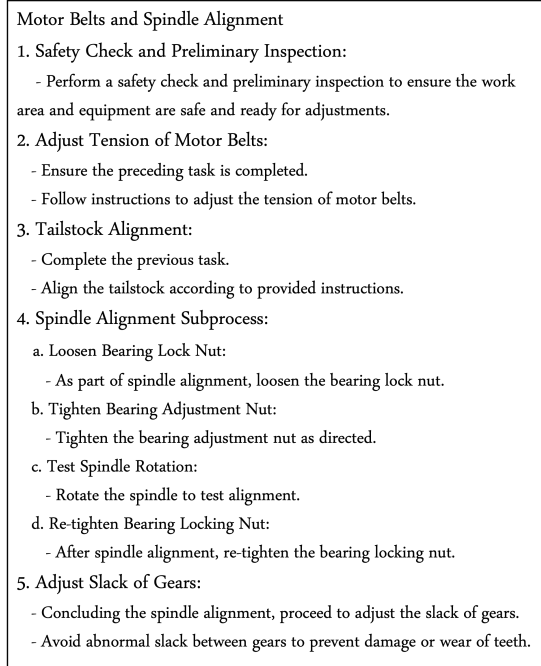 Motor Belts and Spindle Alignment
1. Safety Check and Preliminary Inspection:
- Perform a safety check and preliminary inspection to ensure the work
area and equipment are safe and ready for adjustments.
2. Adjust Tension of Motor Belts:
- Ensure the preceding task is completed.
- Follow instructions to adjust the tension of motor belts.
3. Tailstock Alignment:
- Complete the previous task.
- Align the tailstock according to provided instructions.
4. Spindle Alignment Subprocess:
a. Loosen Bearing Lock Nut:
- As part of spindle alignment, loosen the bearing lock nut.
b. Tighten Bearing Adjustment Nut:
- Tighten the bearing adjustment nut as directed.
c. Test Spindle Rotation:
- Rotate the spindle to test alignment.
d. Re-tighten Bearing Locking Nut:
- After spindle alignment, re-tighten the bearing locking nut.
5. Adjust Slack of Gears:
- Concluding the spindle alignment, proceed to adjust the slack of gears.
- Avoid abnormal slack between gears to prevent damage or wear of teeth.